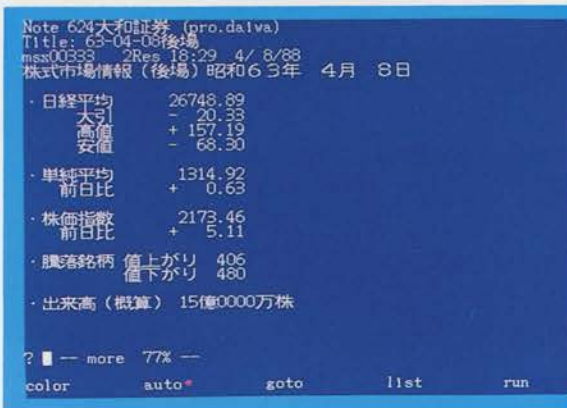 Note 624大和証券 (pro.daiwa)
Title: 63-04-08後場
msx00333 2Res 18:29 4/ 8/88
株式市場情報（後場）昭和６３年 ４月 ８日
・日経平均 26748.89
大引 - 20.33
高値 + 157.19
安値 - 68.30
・単純平均 1314.92
前日比 + 0.63
・株価指数 2173.46
前日比 + 5.11
・騰落銘柄 値上がり 406
値下がり 480
・出来高（概算） 15億0000万株
? -- more 77% --
color auto* goto list run